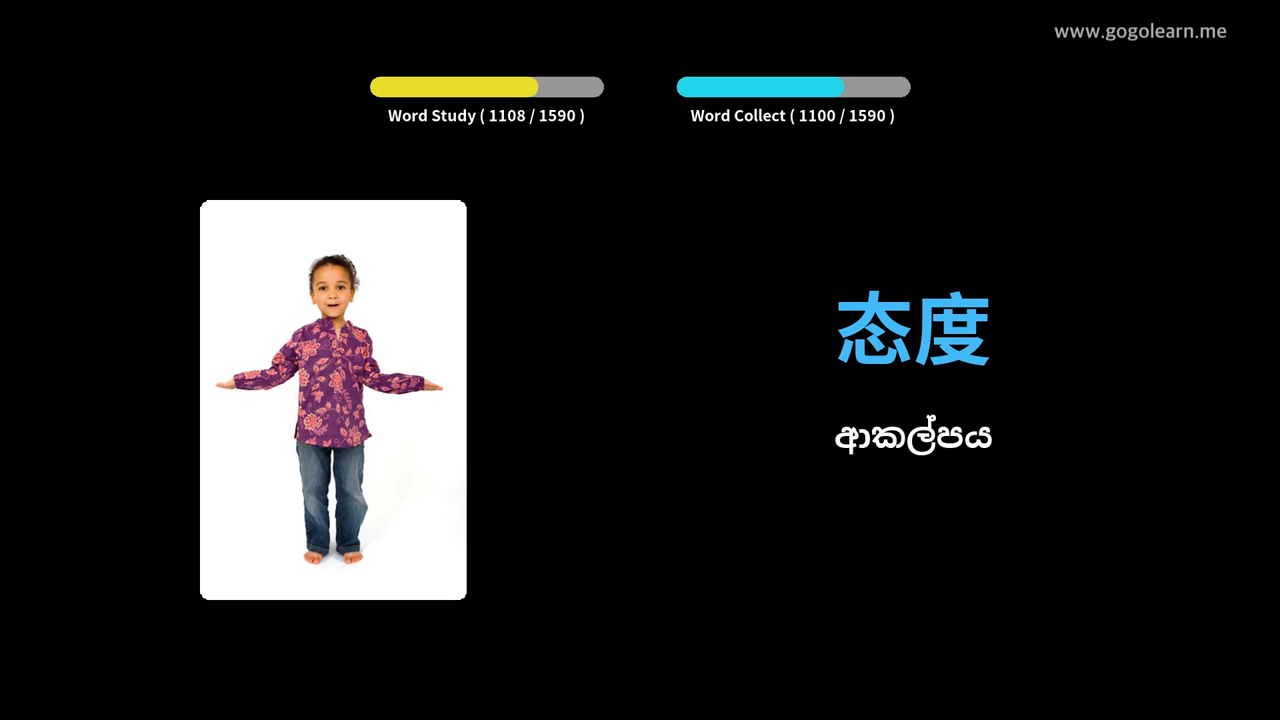 www.gogolearn.me
Word Study ( 1108 / 1590 )
Word Collect ( 1100 / 1590 )
态度
ආකල්පය